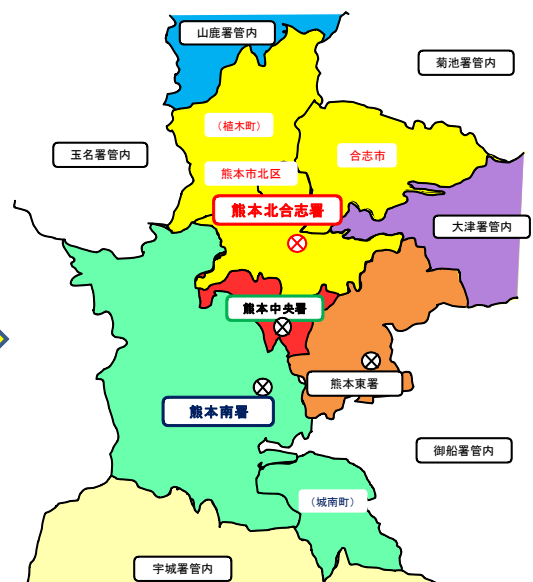 山鹿署管内
菊池署管内
（植木町）
玉名署管内
合志市
熊本市北区
熊本北合志署
大津署管内
熊本中央署
熊本東署
熊本南署
御船署管内
（城南町）
宇城署管内